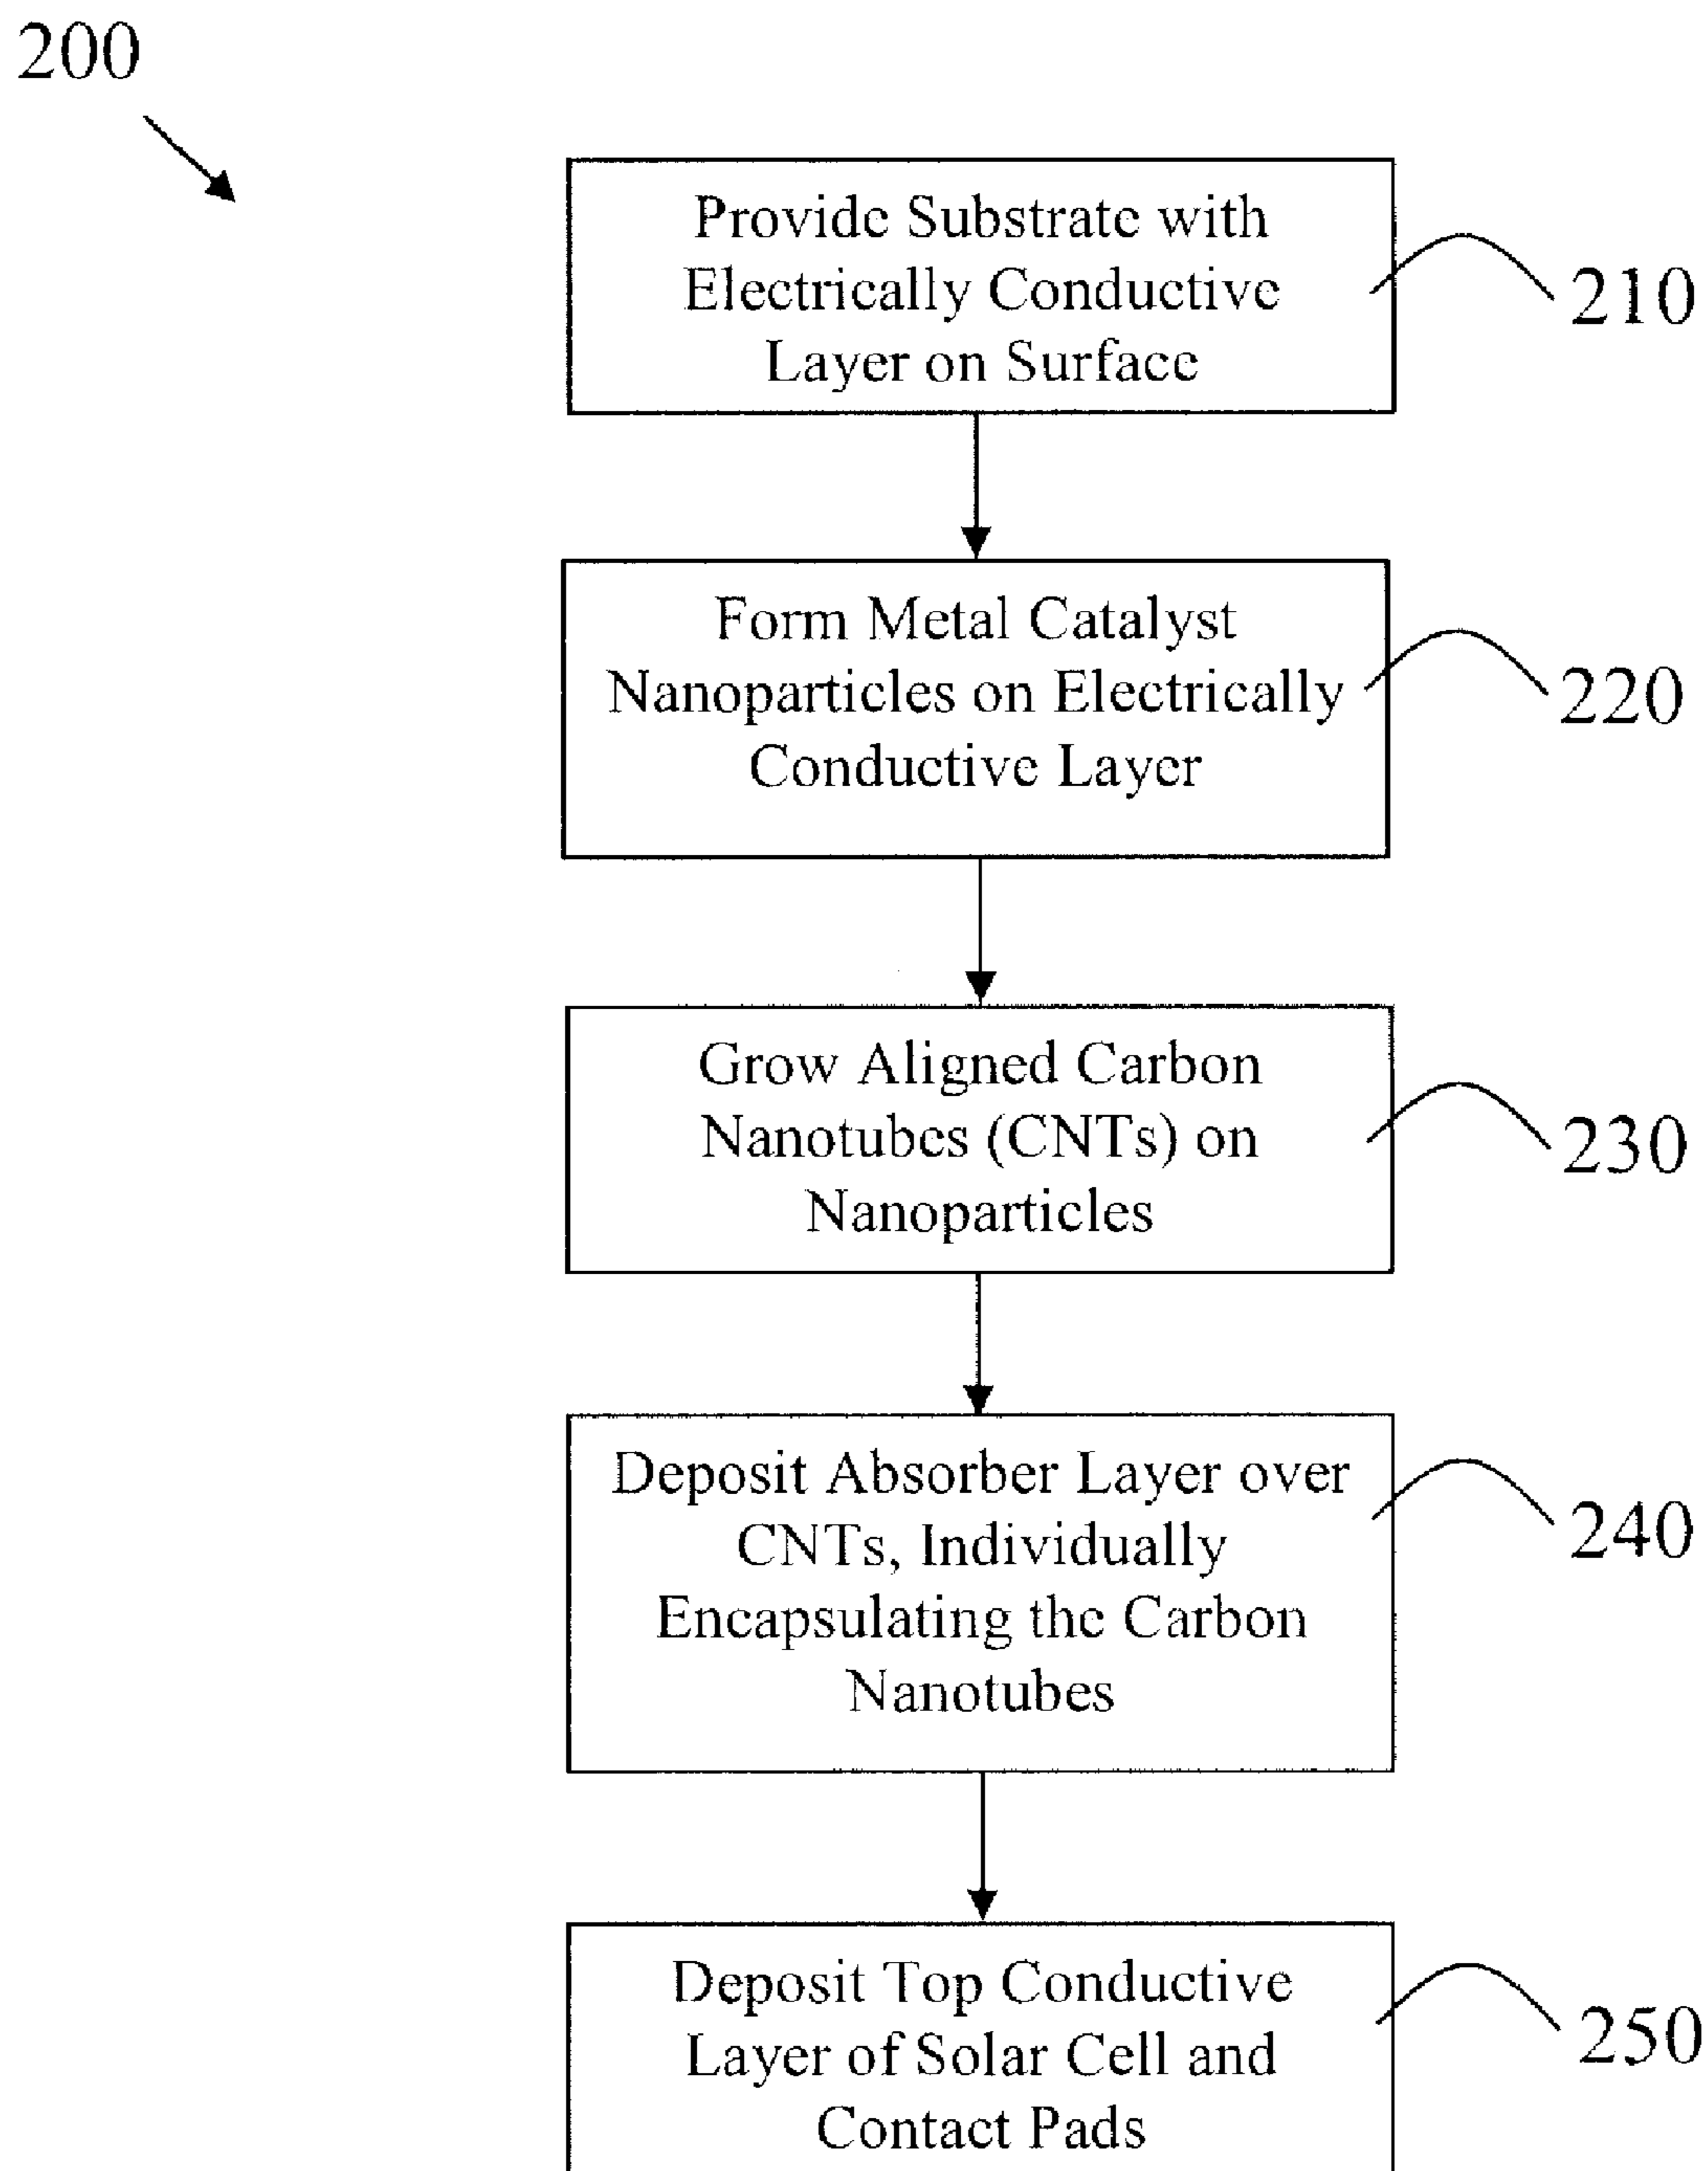 200
Provide Substrate with
Electrically Conductive
Layer on Surface
210
Form Metal Catalyst
Nanoparticles on Electrically
Conductive Layer
220
Grow Aligned Carbon
Nanotubes (CNTs) on
Nanoparticles
230
Deposit Absorber Layer over
CNTs, Individually
Encapsulating the Carbon
Nanotubes
240
Deposit Top Conductive
Layer of Solar Cell and
Contact Pads
250